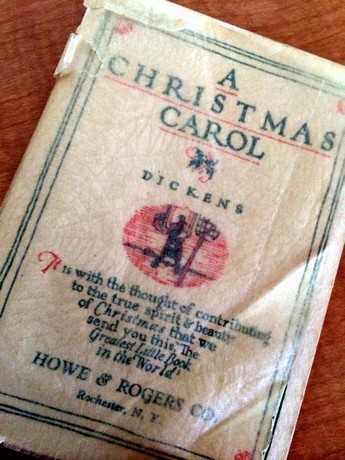 A
CHRISTMAS
CAROL
DICKENS
It is with the thought of contributing
to the true spirit & beauty
of Christmas that we
send you this, The
Greatest Little Book
in the World
HOWE & ROGERS CO.
Rochester, N. Y.